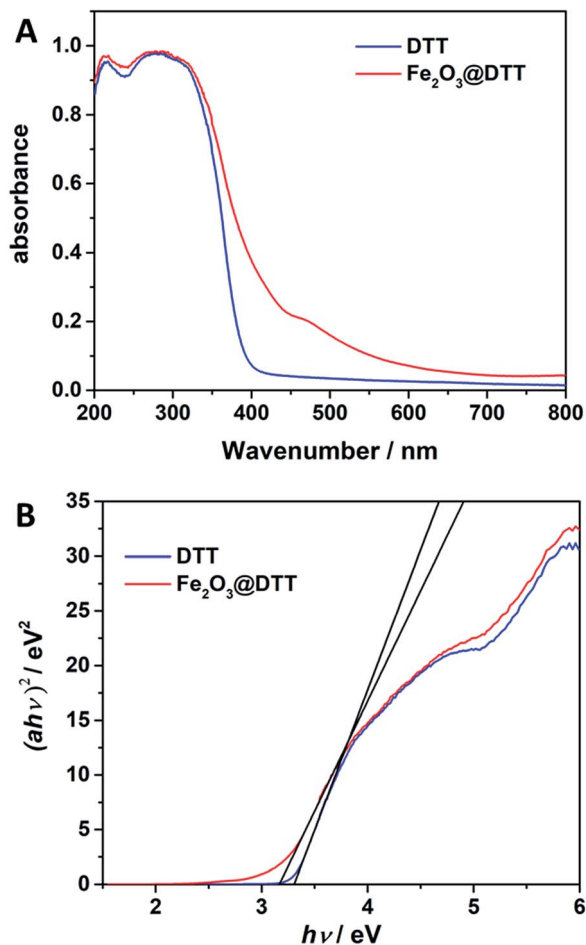 A
DTT
Fe₂O₃@DTT
absorbance
1.0
0.8
0.6
0.4
0.2
0.0
200 300 400 500 600 700 800
Wavenumber / nm
B
DTT
Fe₂O₃@DTT
(ahν)² / eV²
35
30
25
20
15
10
5
0
2 3 4 5 6
hν / eV